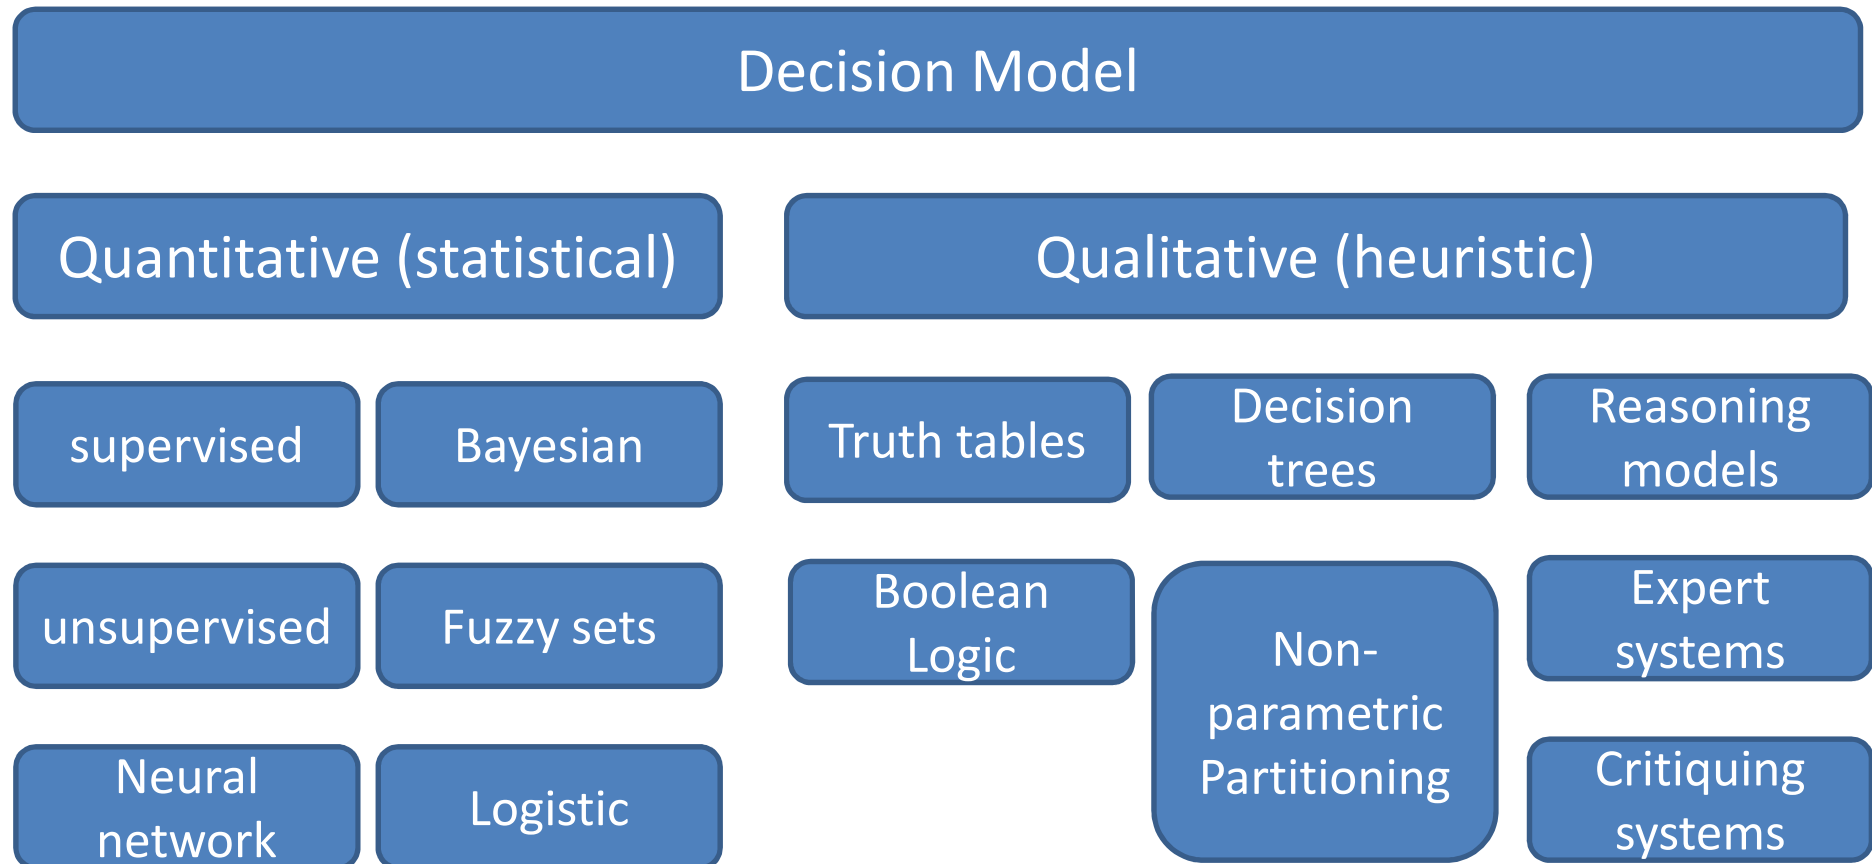 Decision Model
Quantitative (statistical)
Qualitative (heuristic)
supervised
Bayesian
Truth tables
Decision
trees
Reasoning
models
unsupervised
Fuzzy sets
Boolean
Logic
Non-
parametric
Partitioning
Expert
systems
Neural
network
Logistic
Critiquing
systems